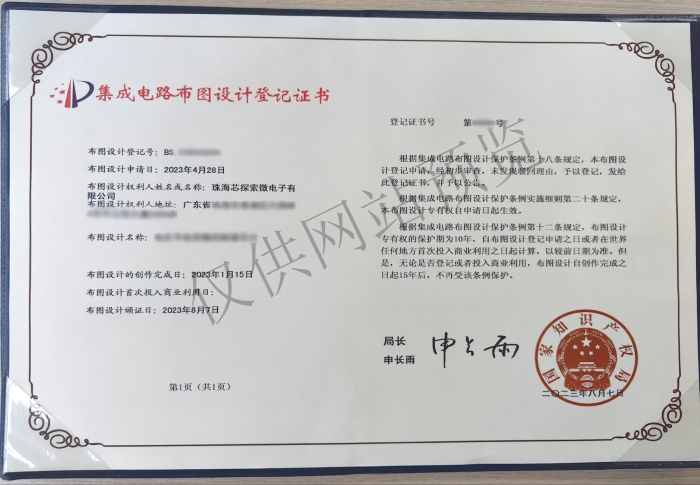 集成电路布图设计登记证书
布图设计登记号: BS.
布图设计申请日: 2023年4月28日
布图设计权利人姓名或名称: 珠海芯探索微电子有
限公司
布图设计权利人地址: 广东省
布图设计名称:
布图设计的创作完成日: 2023年1月15日
布图设计首次投入商业利用日:
布图设计颁证日: 2023年8月7日
第1页（共1页）
登记证书号 第 号
根据集成电路布图设计保护条例第十八条规定，本布图设
计登记申请，经初步审查，未发现驳回理由，予以登记，发给
此登记证书，并予以公告。
根据集成电路布图设计保护条例实施细则第二十条规定，
本布图设计专有权自申请日起生效。
根据集成电路布图设计保护条例第十二条规定，布图设计
专有权的保护期为10年，自布图设计登记申请之日或者在世界
任何地方首次投入商业利用之日起计算，以较前日期为准。但
是，无论是否登记或者投入商业利用，布图设计自创作完成之日
起15年后，不再受该条例保护。
局长
申长雨
申长雨
国家知识产权局
二〇二三年八月七日
仅供网站预览